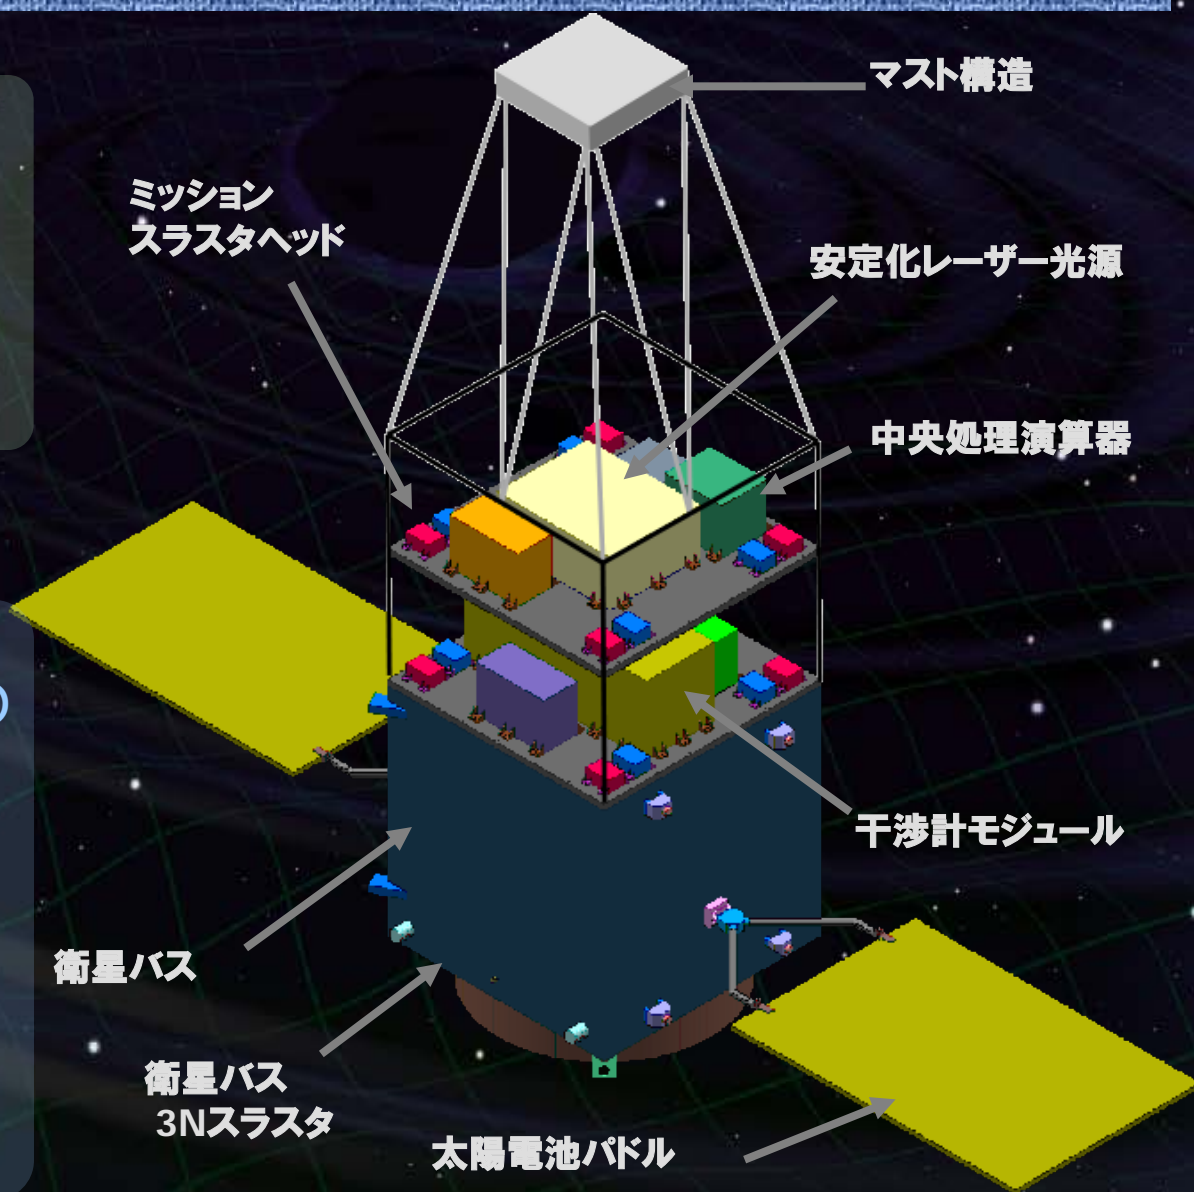 マスト構造
ミッション
スラスタヘッド
安定化レーザー光源
中央処理演算器
干渉計モジュール
衛星バス
衛星バス
3Nスラスタ
太陽電池パドル